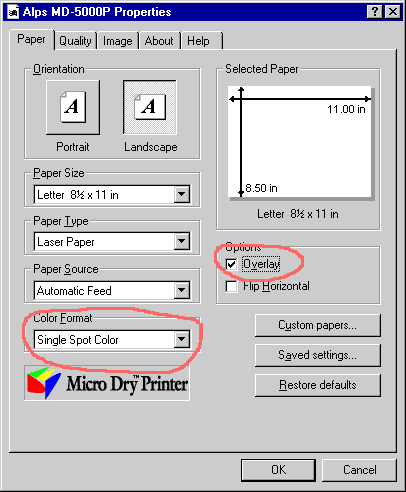 Alps MD-5000P Properties
Paper Quality Image About Help
Orientation
A A
Portrait Landscape
Paper Size
Letter 8½ x 11 in
Paper Type
Laser Paper
Paper Source
Automatic Feed
Color Format
Single Spot Color
Micro Dry™ Printer
Selected Paper
11.00 in
8.50 in
Letter 8½ x 11 in
Options
Overlay
Flip Horizontal
Custom papers...
Saved settings...
Restore defaults
OK Cancel